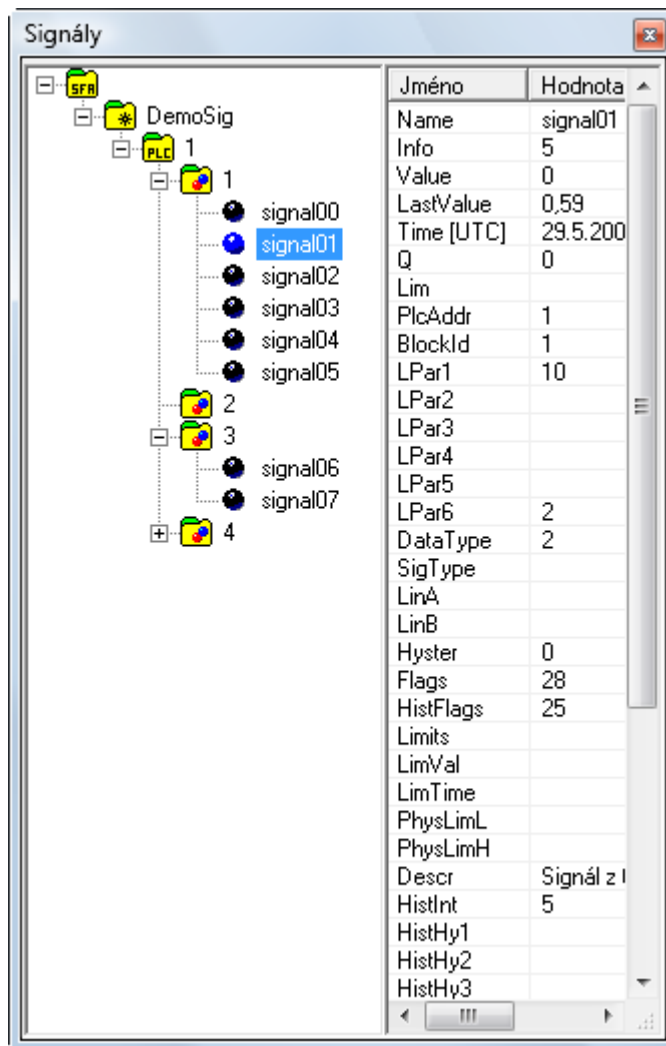 Signály
SFA
DemoSig
PLC 1
1
signal00
signal01
signal02
signal03
signal04
signal05
2
3
signal06
signal07
4
Jméno Hodnota
Name signal01
Info 5
Value 0
LastValue 0,59
Time [UTC] 29.5.200
Q 0
Lim
PlcAddr 1
BlockId 1
LPar1 10
LPar2
LPar3
LPar4
LPar5
LPar6 2
DataType 2
SigType
LinA
LinB
Hyster 0
Flags 28
HistFlags 25
Limits
LimVal
LimTime
PhysLimL
PhysLimH
Descr Signál z
HistInt 5
HistHy1
HistHy2
HistHy3